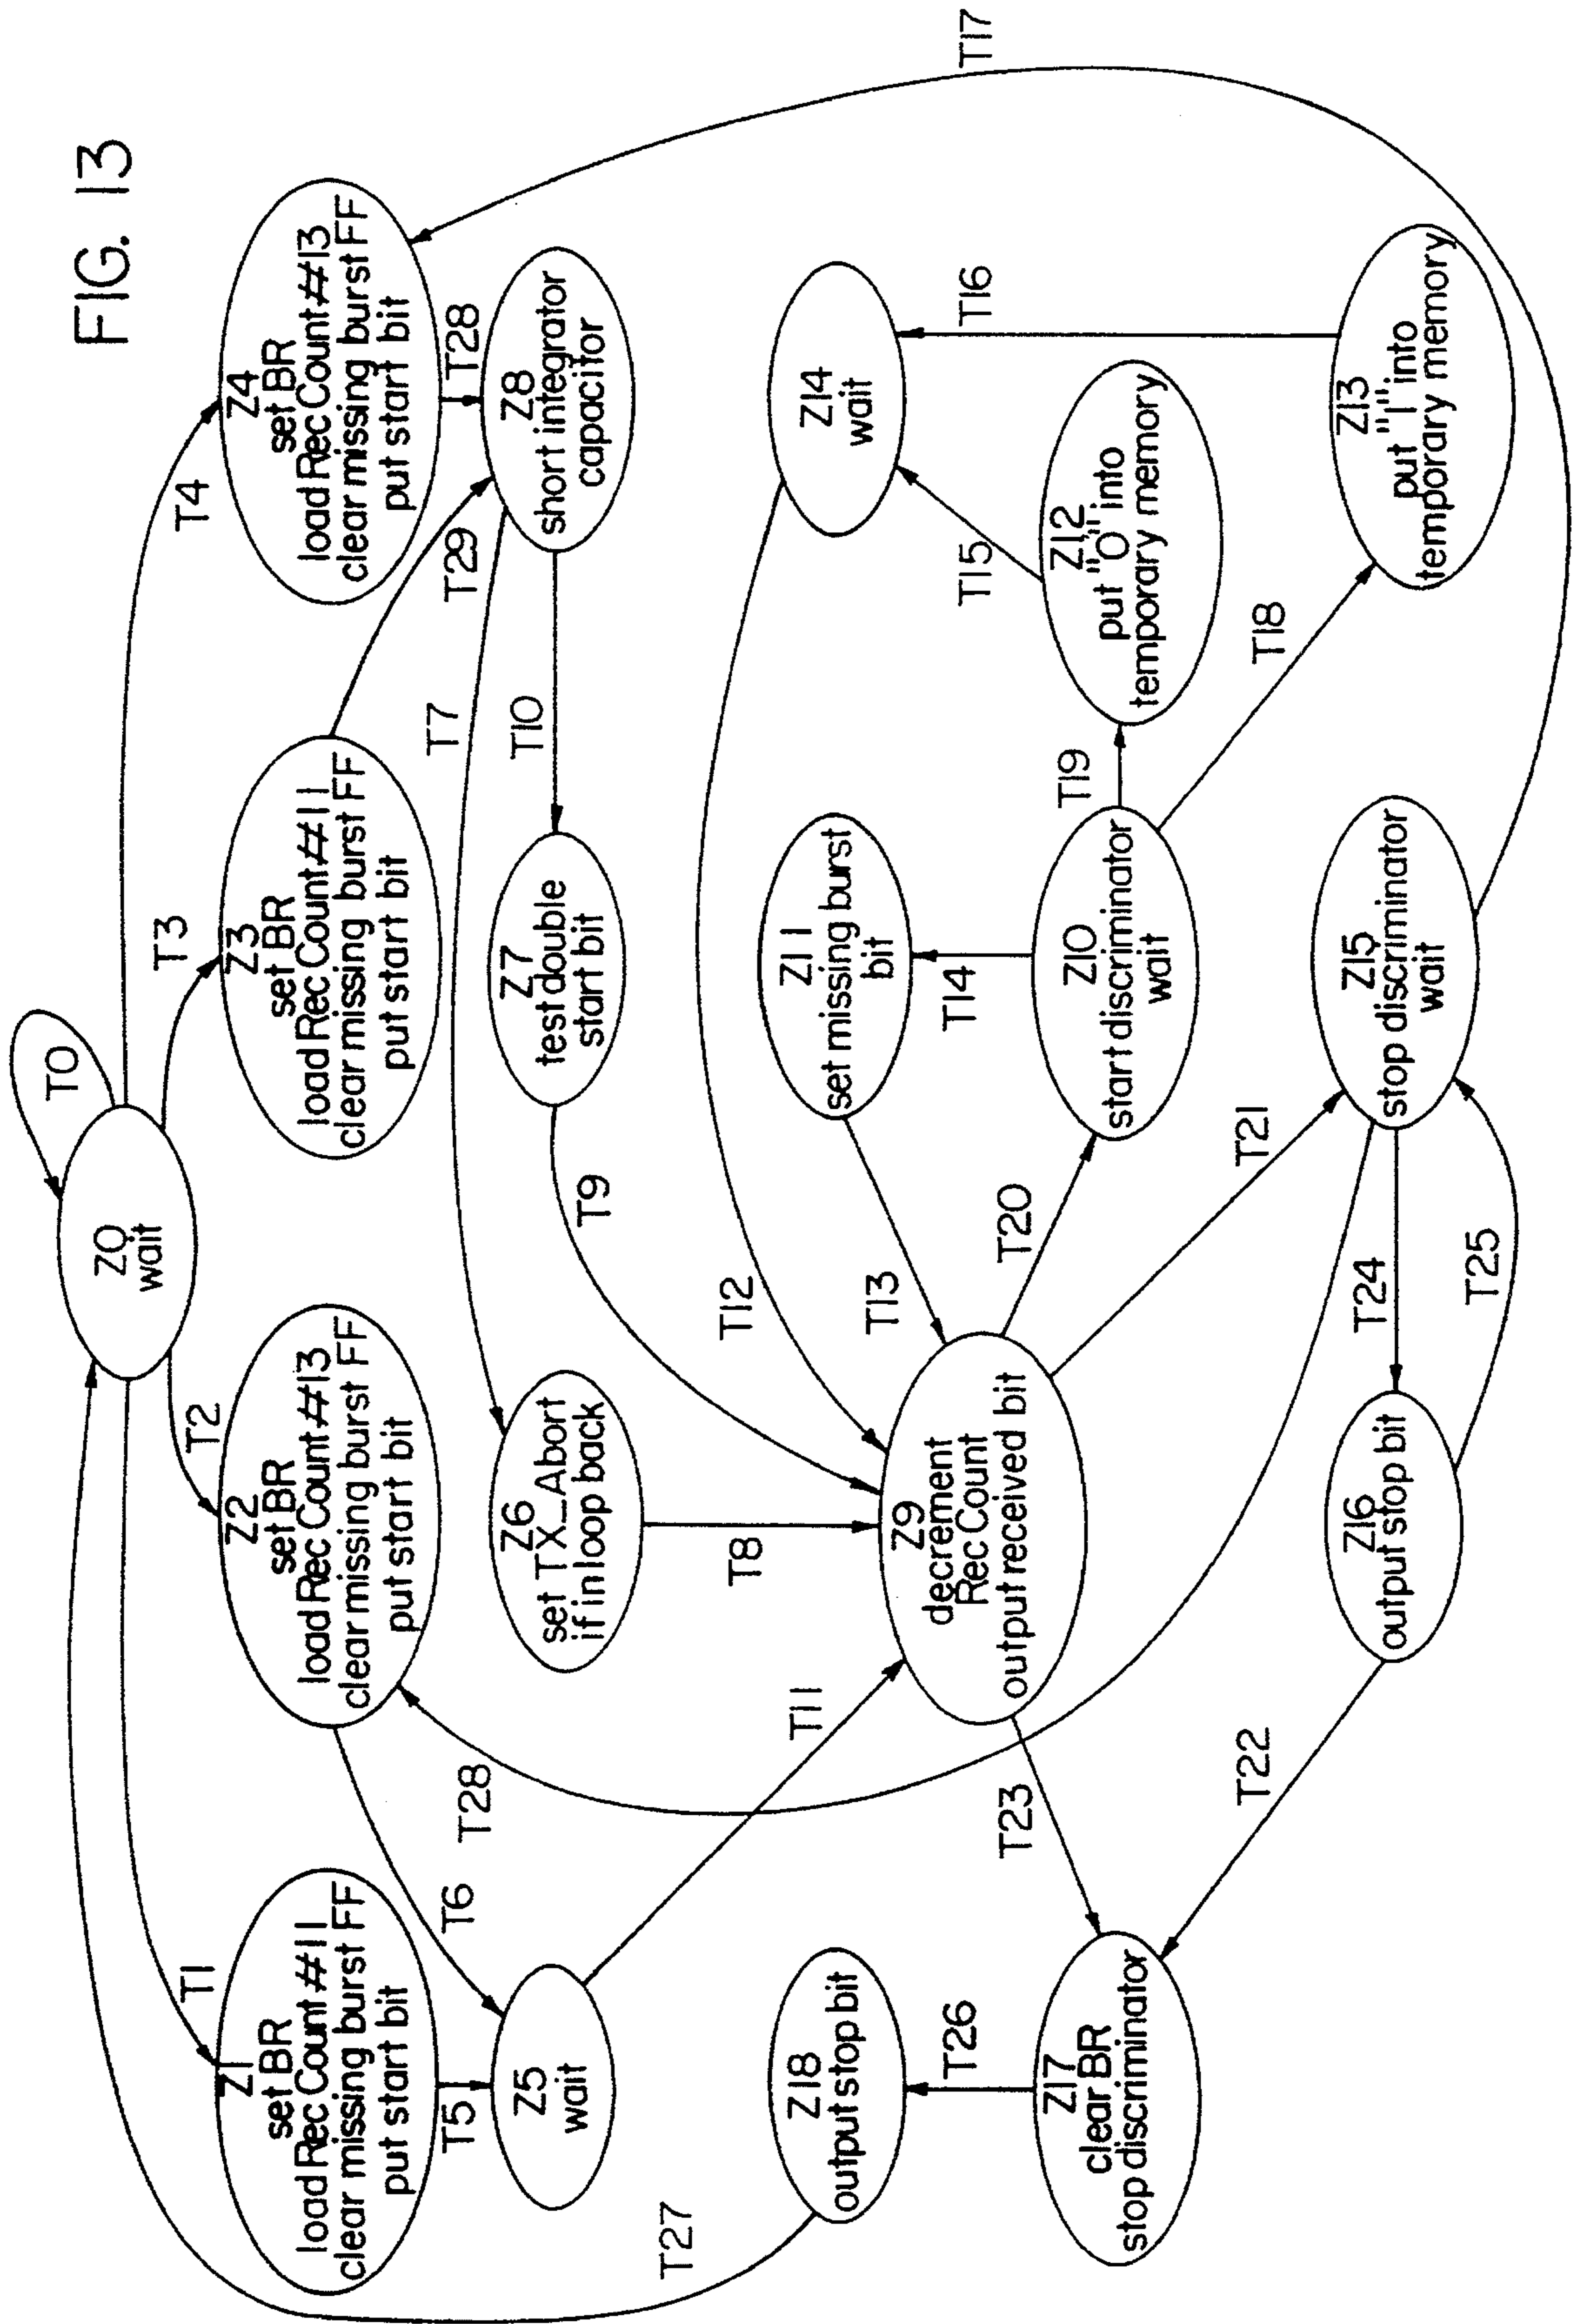 FIG. 13
T0
Z0
wait
T1
T2
T3
T4
Z1
set BR
load Rec Count #11
clear missing burst FF
put start bit
Z2
set BR
load Rec Count #13
clear missing burst FF
put start bit
Z3
set BR
load Rec Count #11
clear missing burst FF
put start bit
Z4
set BR
load Rec Count #13
clear missing burst FF
put start bit
T5
T6
T28
T29
T28
Z5
wait
Z6
set TX_Abort
if in loop back
Z7
test double
start bit
Z8
short integrator
capacitor
T7
T10
T9
T27
T11
T8
T12
T13
Z18
output stop bit
Z9
decrement
Rec Count
output received bit
Z11
set missing burst
bit
Z14
wait
T26
T23
T20
T14
T15
T16
Z17
clear BR
stop discriminator
Z10
start discriminator
wait
T19
Z12
put "0" into
temporary memory
T22
T21
T18
T17
Z16
output stop bit
T24
T25
Z15
stop discriminator
wait
Z13
put "1" into
temporary memory